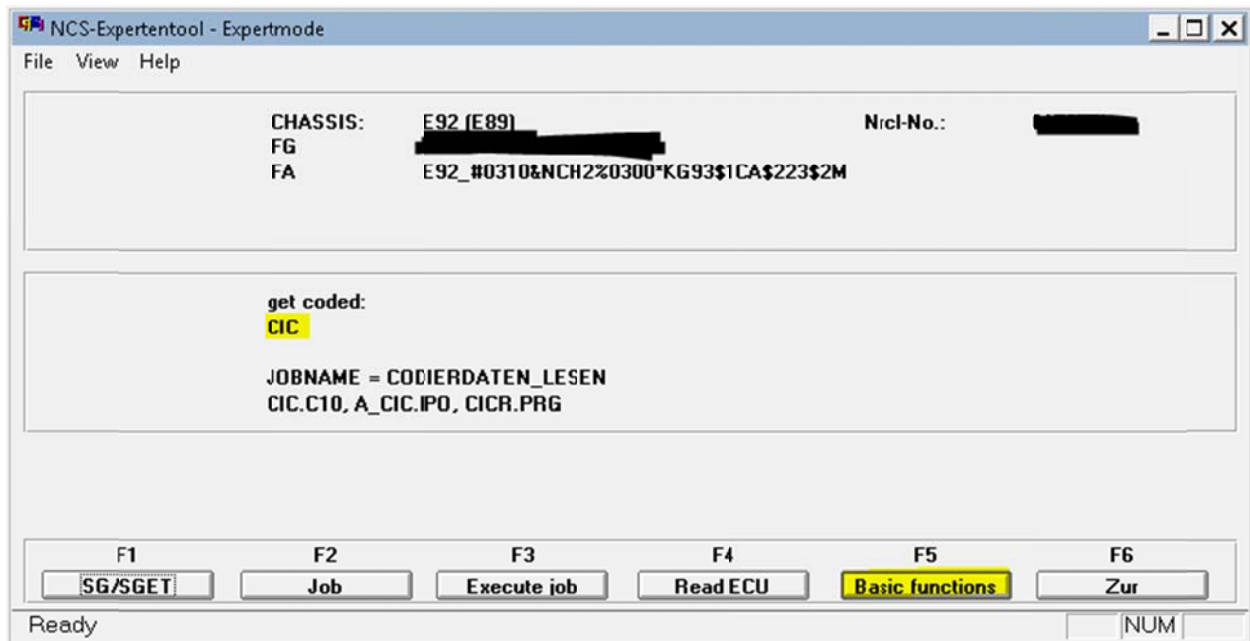 NCS-Expertentool - Expertmode
File View Help
CHASSIS: E92 (E89) Nrcl-No.:
FG
FA E92_#0310&NCH2%0300*KG93$1CA$223$2M
get coded:
CIC
JOBNAME = CODIERDATEN_LESEN
CIC.C10, A_CIC.IPO, CICR.PRG
F1 F2 F3 F4 F5 F6
SG/SGET Job Execute job Read ECU Basic functions Zur
Ready NUM